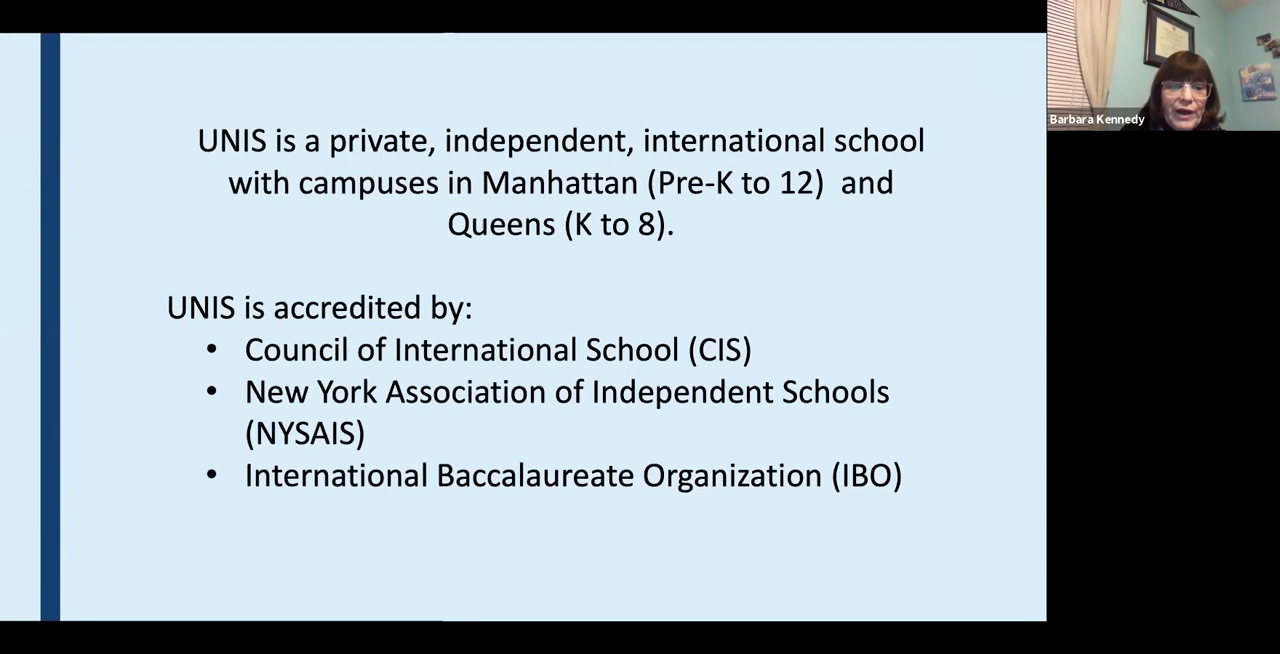 UNIS is a private, independent, international school
with campuses in Manhattan (Pre-K to 12)  and
Queens (K to 8).
UNIS is accredited by:
• Council of International School (CIS)
• New York Association of Independent Schools
(NYSAIS)
• International Baccalaureate Organization (IBO)
Barbara Kennedy